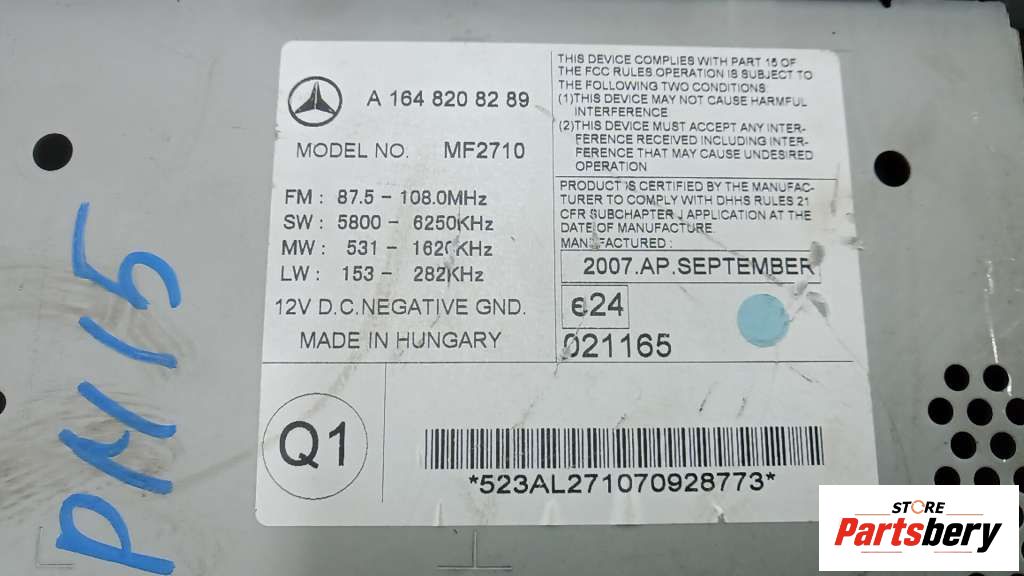 A 164 820 8289
MODEL NO. MF2710
FM : 87.5 - 108.0MHz
SW : 5800 - 6250KHz
MW : 531 - 1620KHz
LW : 153 - 282KHz
12V D.C. NEGATIVE GND.
MADE IN HUNGARY
THIS DEVICE COMPLIES WITH PART 15 OF
THE FCC RULES OPERATION IS SUBJECT TO
THE FOLLOWING TWO CONDITIONS
(1)THIS DEVICE MAY NOT CAUSE HARMFUL
INTERFERENCE
(2)THIS DEVICE MUST ACCEPT ANY INTER-
FERENCE RECEIVED INCLUDING INTER-
FERENCE THAT MAY CAUSE UNDESIRED
OPERATION
PRODUCT IS CERTIFIED BY THE MANUFAC-
TURER TO COMPLY WITH DHHS RULES 21
CFR SUBCHAPTER J APPLICATION AT THE
DATE OF MANUFACTURE.
MANUFACTURED :
2007.AP.SEPTEMBER
e24
021165
Q1
*523AL271070928773*
STORE
Partsbery